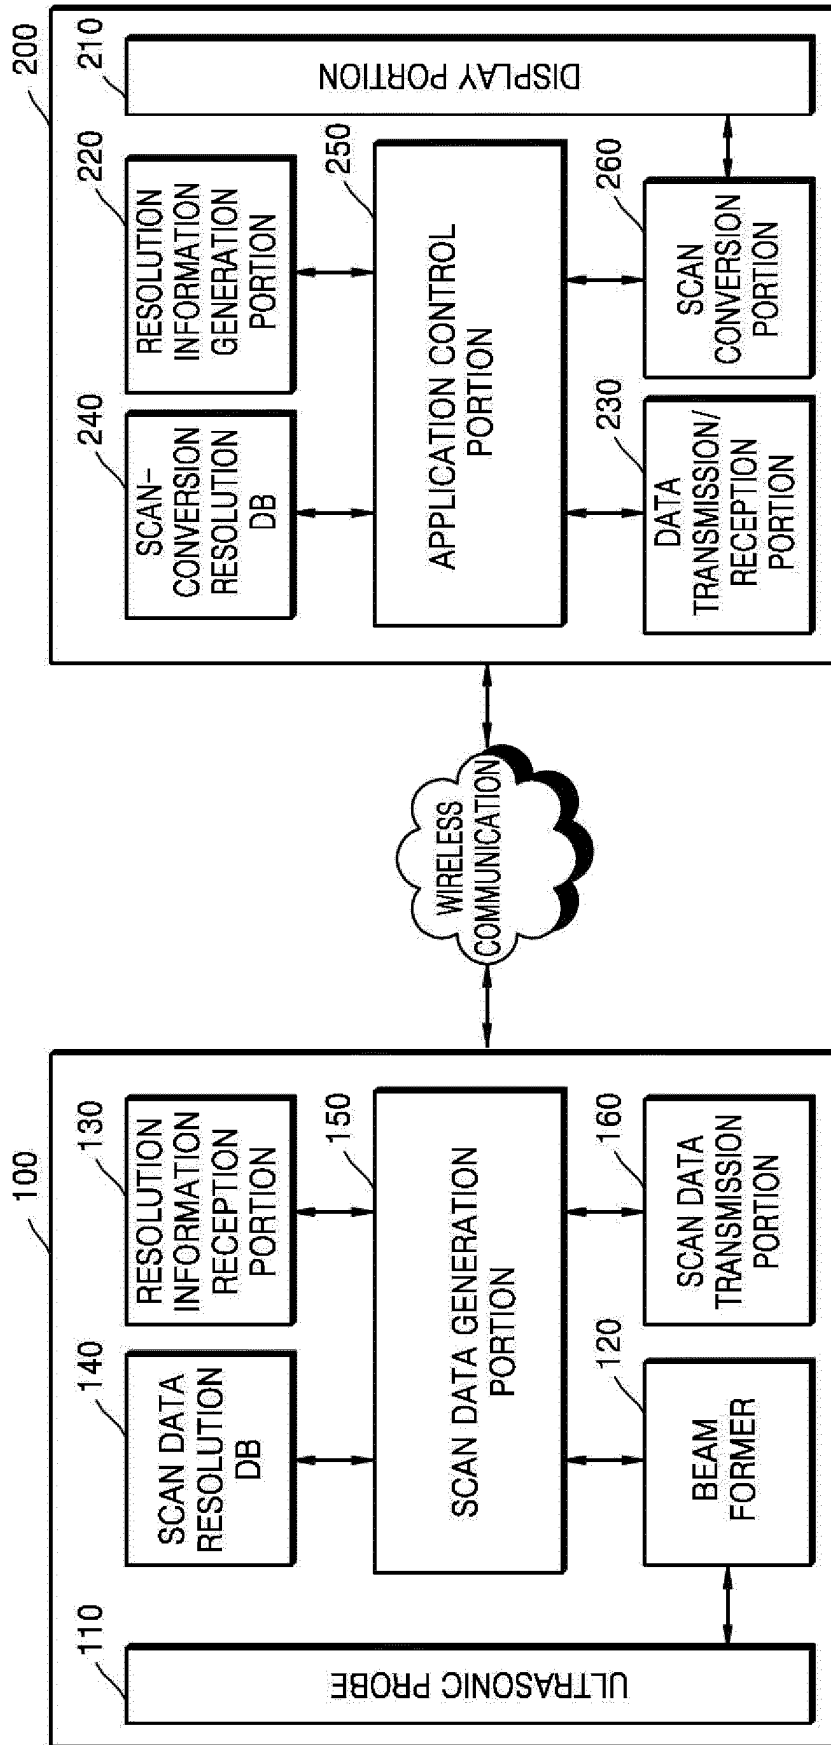 100
110
ULTRASONIC PROBE
140
SCAN DATA
RESOLUTION
DB
130
RESOLUTION
INFORMATION
RECEPTION
PORTION
150
SCAN DATA GENERATION
PORTION
120
BEAM
FORMER
160
SCAN DATA
TRANSMISSION
PORTION
WIRELESS
COMMUNICATION
200
240
SCAN-
CONVERSION
RESOLUTION
DB
220
RESOLUTION
INFORMATION
GENERATION
PORTION
210
DISPLAY PORTION
250
APPLICATION CONTROL
PORTION
230
DATA
TRANSMISSION/
RECEPTION
PORTION
260
SCAN
CONVERSION
PORTION